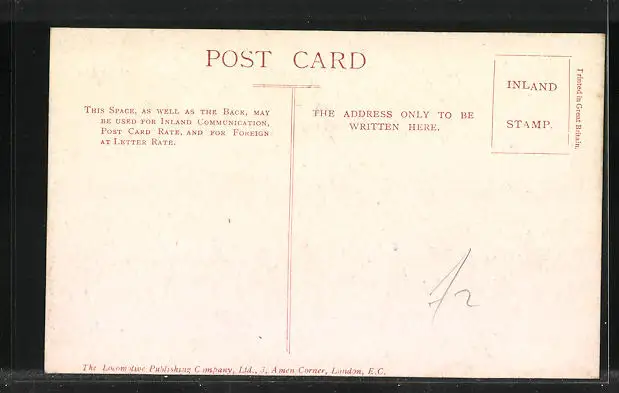 POST CARD
THIS SPACE, AS WELL AS THE BACK, MAY
BE USED FOR INLAND COMMUNICATION,
POST CARD RATE, AND FOR FOREIGN
AT LETTER RATE.
THE ADDRESS ONLY TO BE
WRITTEN HERE.
INLAND
STAMP.
Printed in Great Britain.
The Locomotive Publishing Company, Ltd., 3, Amen Corner, London, E.C.